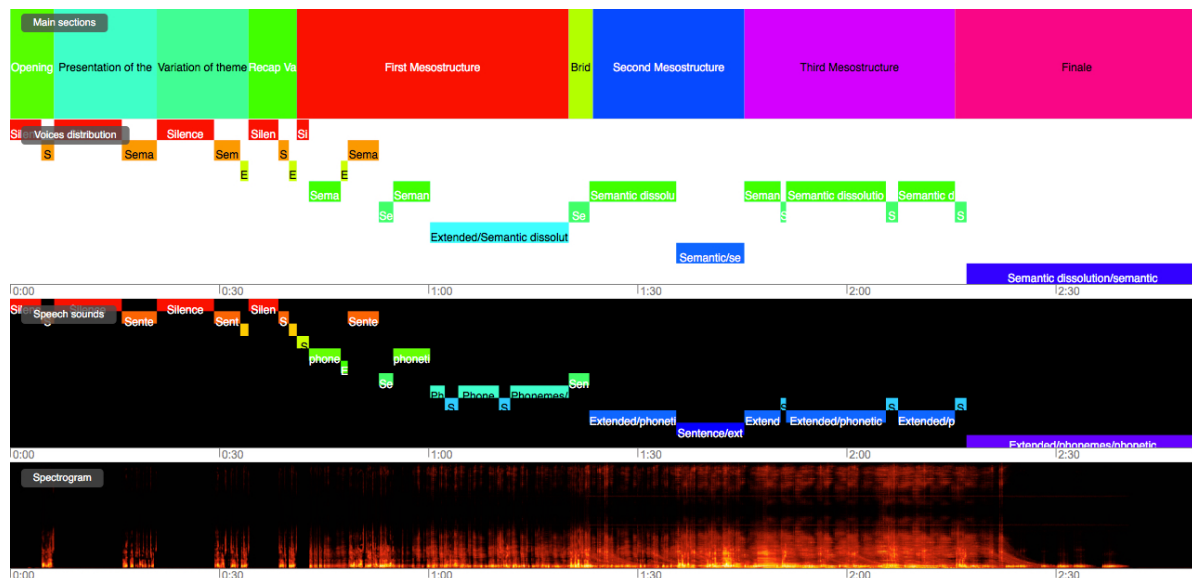 Main sections
Opening Presentation of the Variation of theme Recap Va First Mesostructure Brid Second Mesostructure Third Mesostructure Finale
Voices distribution
Silence Silen Si
S Sema Sem S Sema
E E E
Sema Seman Semantic dissolu Seman Semantic dissolutio Semantic d
Se Se S S
Extended/Semantic dissolut
Semantic/se
Semantic dissolution/semantic
0:00 0:30 1:00 1:30 2:00 2:30
Speech sounds
Silence Silen
Sente Sent S Sente
S
phone phoneti
E
Se Sen
Ph Phone Phonemes/
S S S S
Extended/phoneti Extend Extended/phonetic Extended/p
Sentence/ext
Extended/phonemes/phonetic
0:00 0:30 1:00 1:30 2:00 2:30
Spectrogram
0:00 0:30 1:00 1:30 2:00 2:30